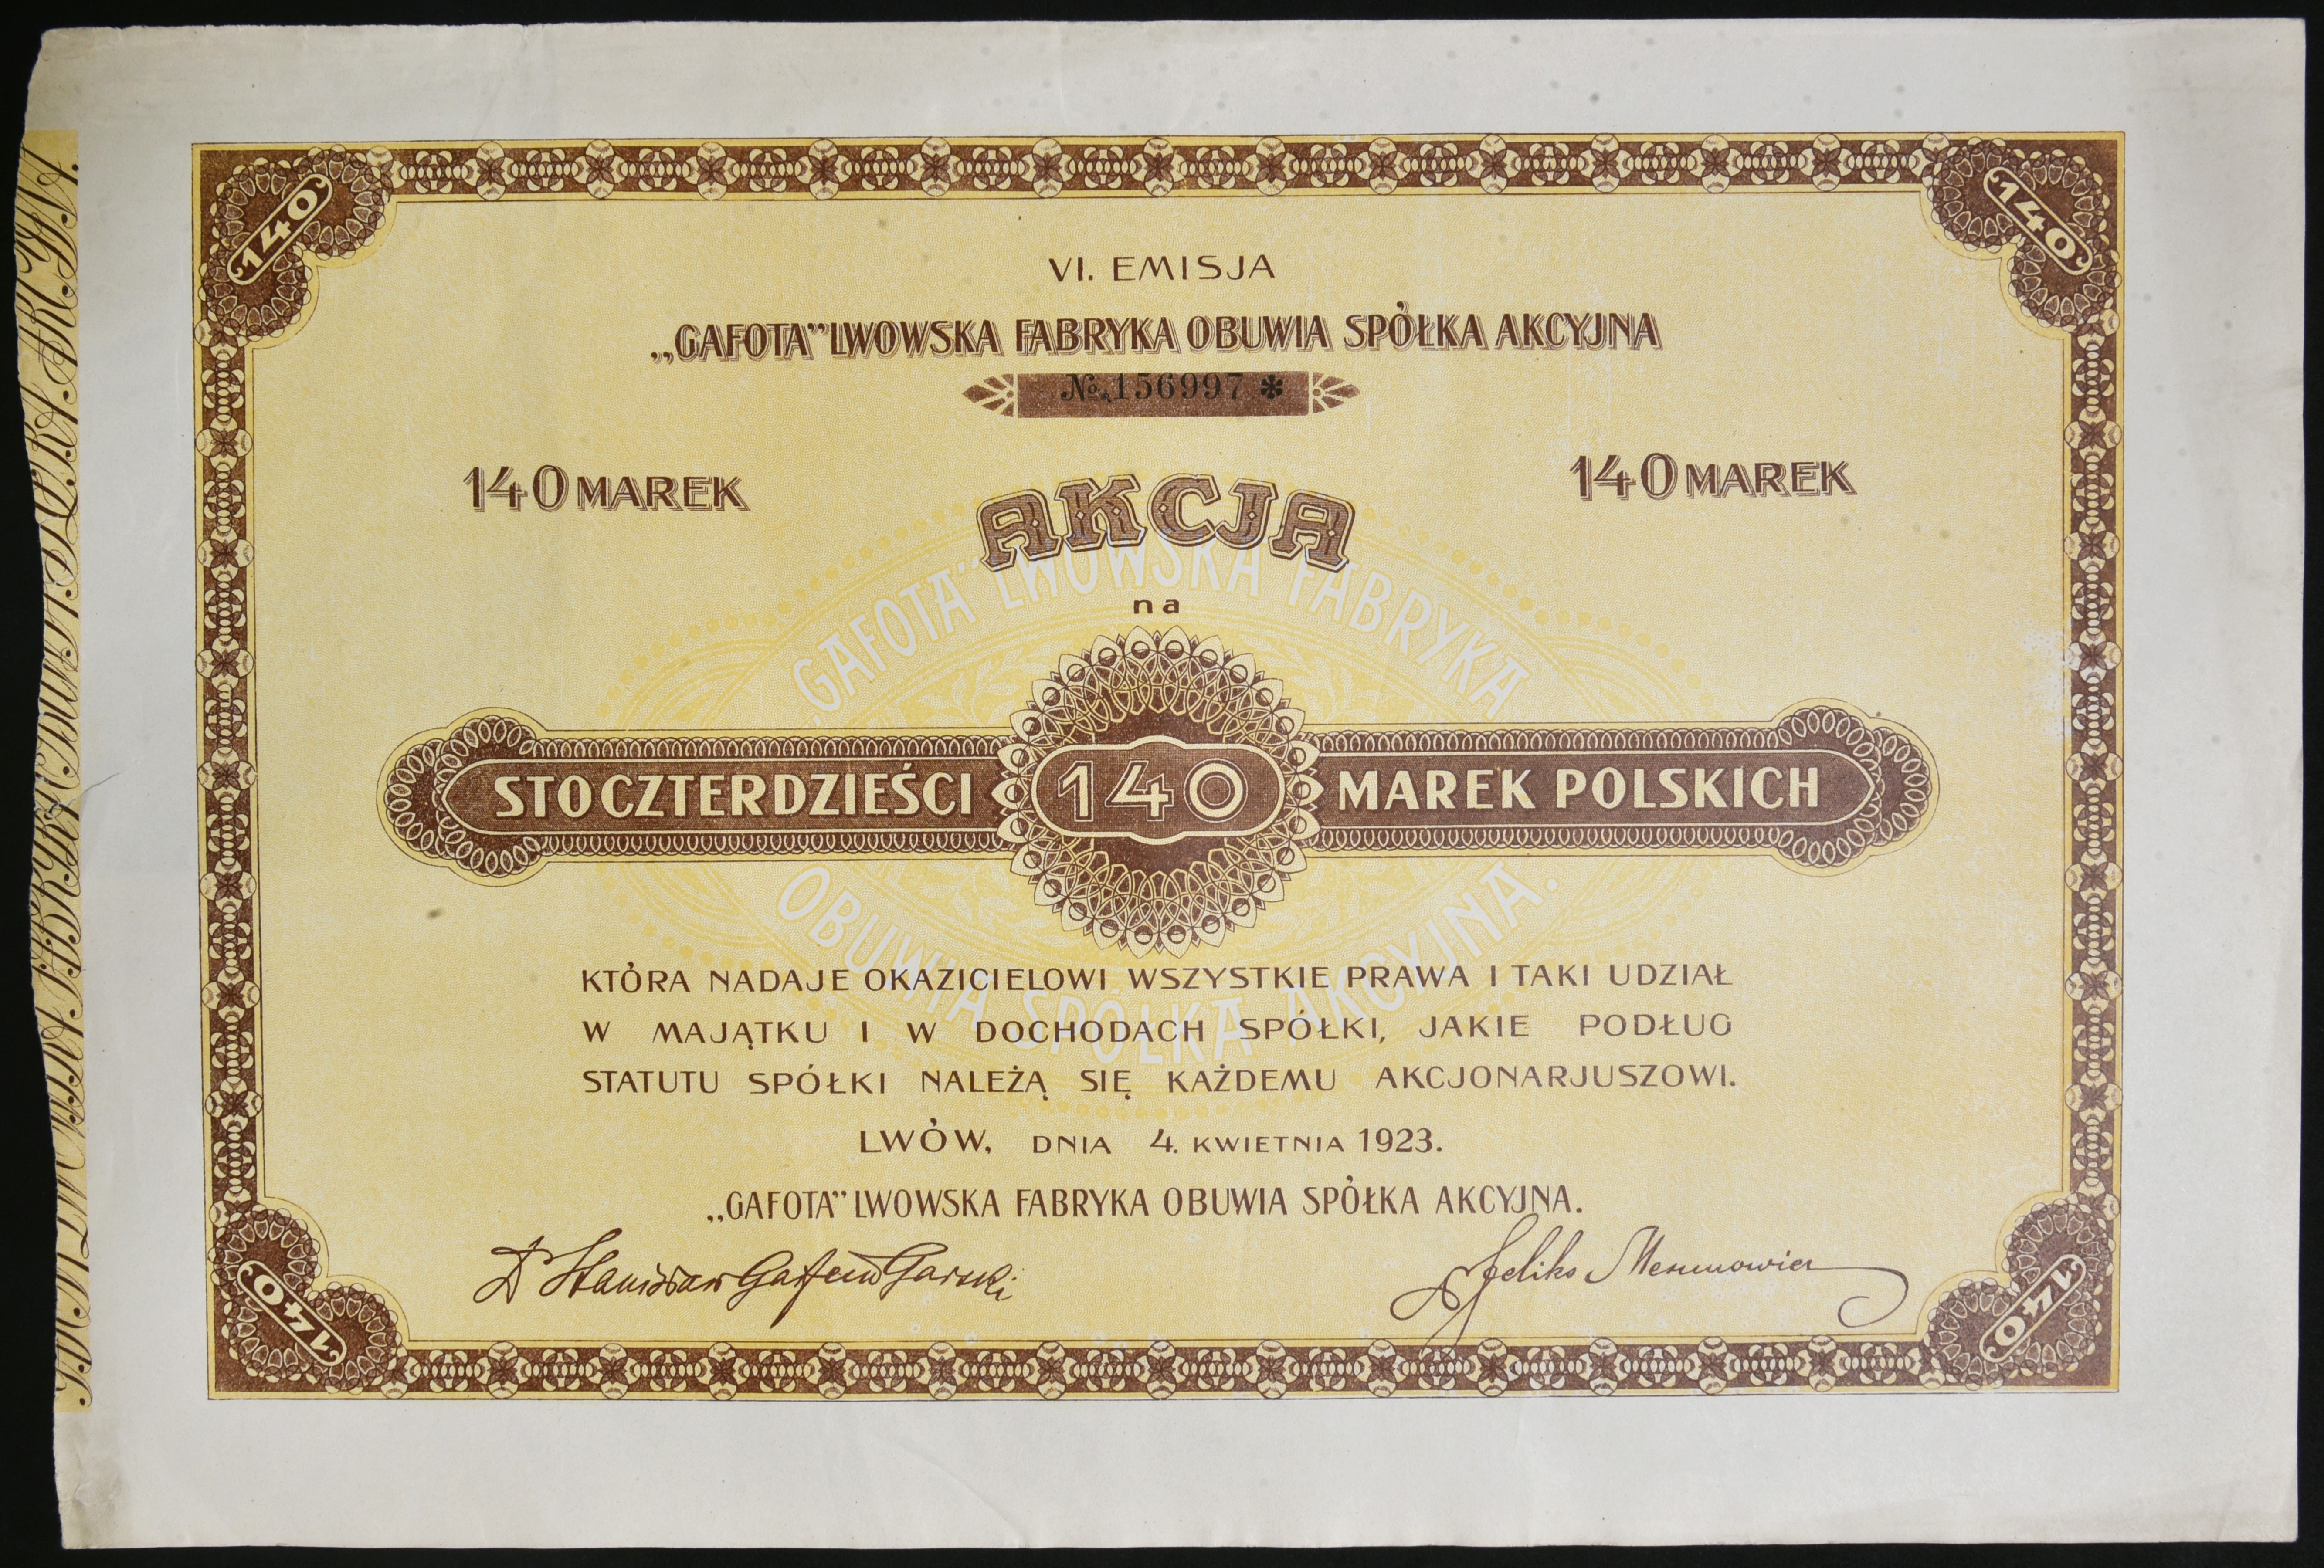 140
140
VI. EMISJA
„GAFOTA” LWOWSKA FABRYKA OBUWIA SPÓŁKA AKCYJNA
No. 156997 *
140 MAREK
140 MAREK
AKCJA
na
„GAFOTA” LWOWSKA FABRYKA
STO CZTERDZIEŚCI 140 MAREK POLSKICH
OBUWIA SPÓŁKA AKCYJNA.
KTÓRA NADAJE OKAZICIELOWI WSZYSTKIE PRAWA I TAKI UDZIAŁ
W MAJĄTKU I W DOCHODACH SPÓŁKI, JAKIE PODŁUG
STATUTU SPÓŁKI NALEŻĄ SIĘ KAŻDEMU AKCJONARJUSZOWI.
LWÓW, DNIA 4. KWIETNIA 1923.
„GAFOTA” LWOWSKA FABRYKA OBUWIA SPÓŁKA AKCYJNA.
Dr Stanisław
Feliks
140
140